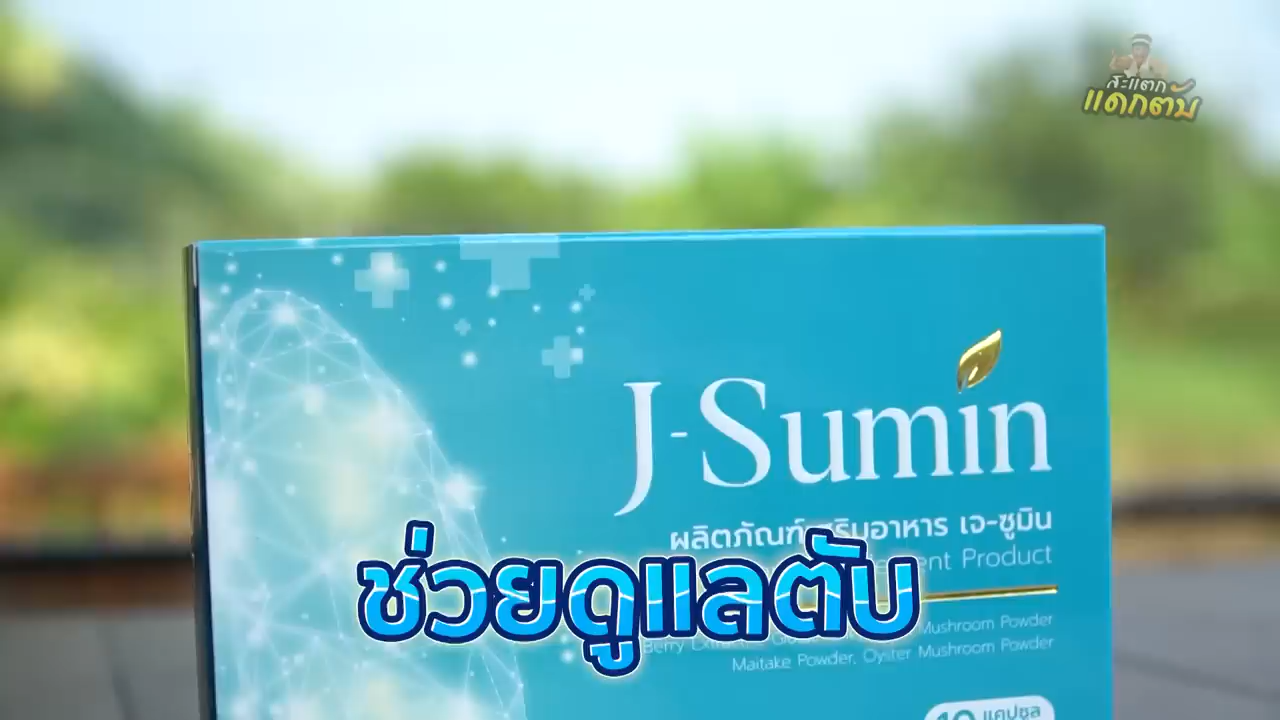 สะแตก
แดกตับ
J-Sumin
ผลิตภัณฑ์เสริมอาหาร เจ-ซูมิน
Product
ช่วยดูแลตับ
Berry Mushroom Powder
Maitake Powder, Oyster Mushroom Powder
10 แคปซูล